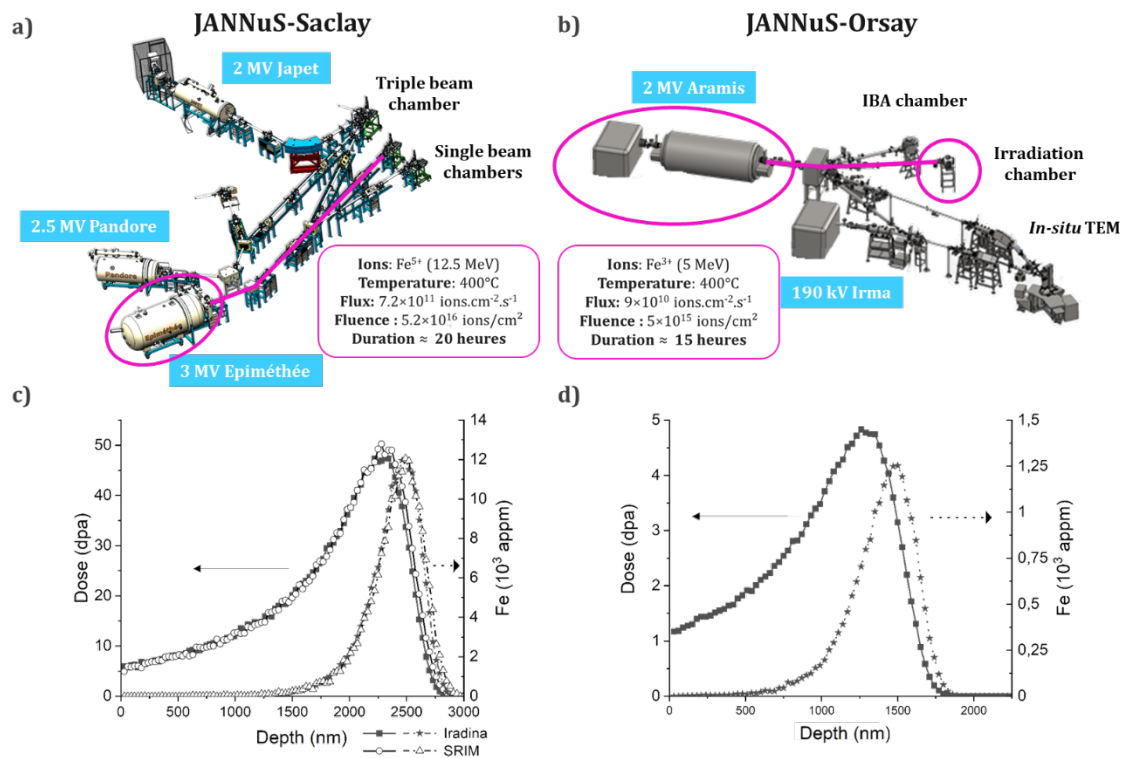 a)
JANNuS-Saclay
2 MV Japet
Triple beam
chamber
Single beam
chambers
2.5 MV Pandore
Pandore
Epiméthée
3 MV Epiméthée
Ions: Fe⁵⁺ (12.5 MeV)
Temperature: 400°C
Flux: 7.2×10¹¹ ions.cm⁻².s⁻¹
Fluence : 5.2×10¹⁶ ions/cm²
Duration ≈ 20 heures
b)
JANNuS-Orsay
2 MV Aramis
IBA chamber
Irradiation
chamber
In-situ TEM
190 kV Irma
Ions: Fe³⁺ (5 MeV)
Temperature: 400°C
Flux: 9×10¹⁰ ions.cm⁻².s⁻¹
Fluence : 5×10¹⁵ ions/cm²
Duration ≈ 15 heures
c)
Dose (dpa)
50
40
30
20
10
0
0 500 1000 1500 2000 2500 3000
Depth (nm)
14
12
10
8
6
4
2
0
Fe (10³ appm)
Iradina
SRIM
d)
Dose (dpa)
5
4
3
2
1
0
0 500 1000 1500 2000
Depth (nm)
1,5
1,25
1
0,75
0,5
0,25
0
Fe (10³ appm)